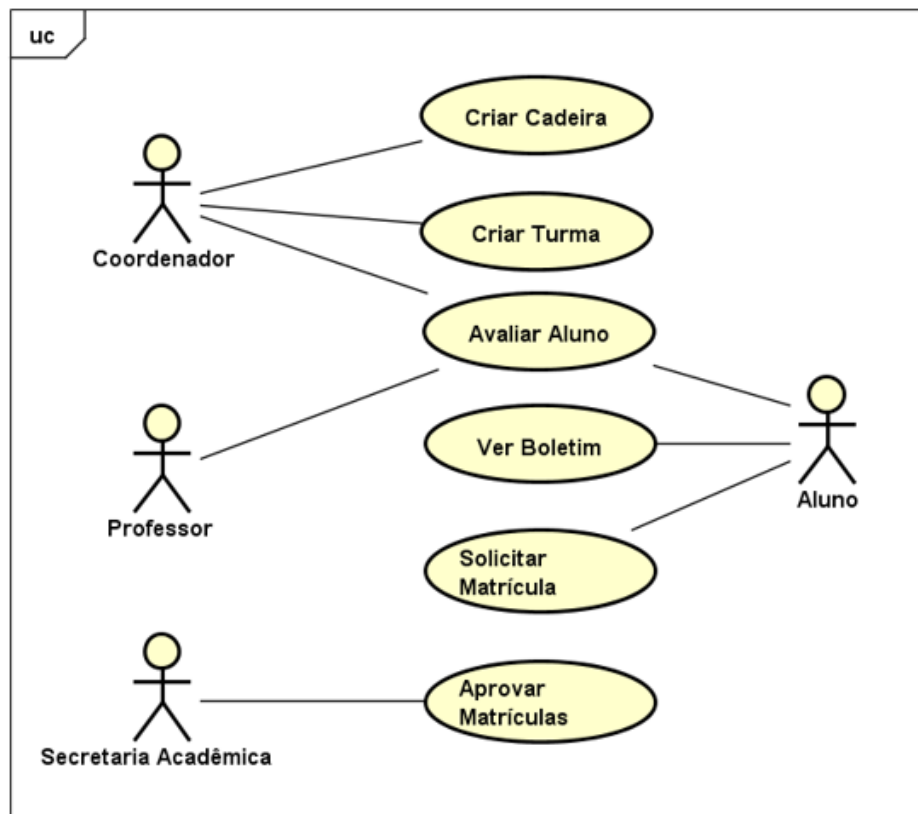 uc
Criar Cadeira
Coordenador
Criar Turma
Avaliar Aluno
Professor
Ver Boletim
Aluno
Solicitar
Matrícula
Secretaria Acadêmica
Aprovar
Matrículas